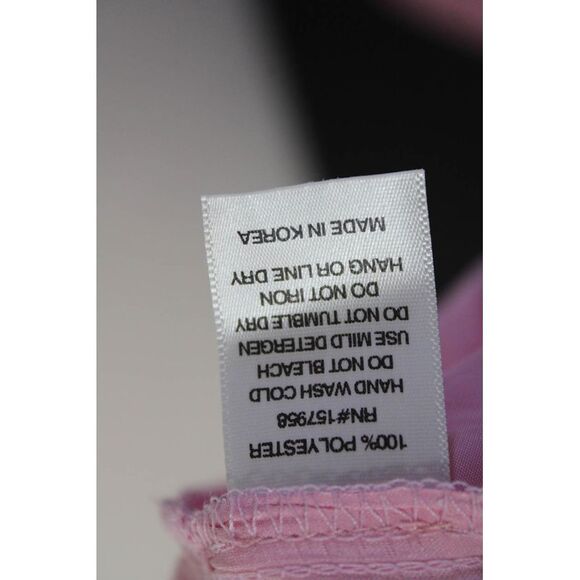 100% POLYESTER
RN#157958
HAND WASH COLD
DO NOT BLEACH
USE MILD DETERGEN
DO NOT TUMBLE DRY
DO NOT IRON
HANG OR LINE DRY
MADE IN KOREA